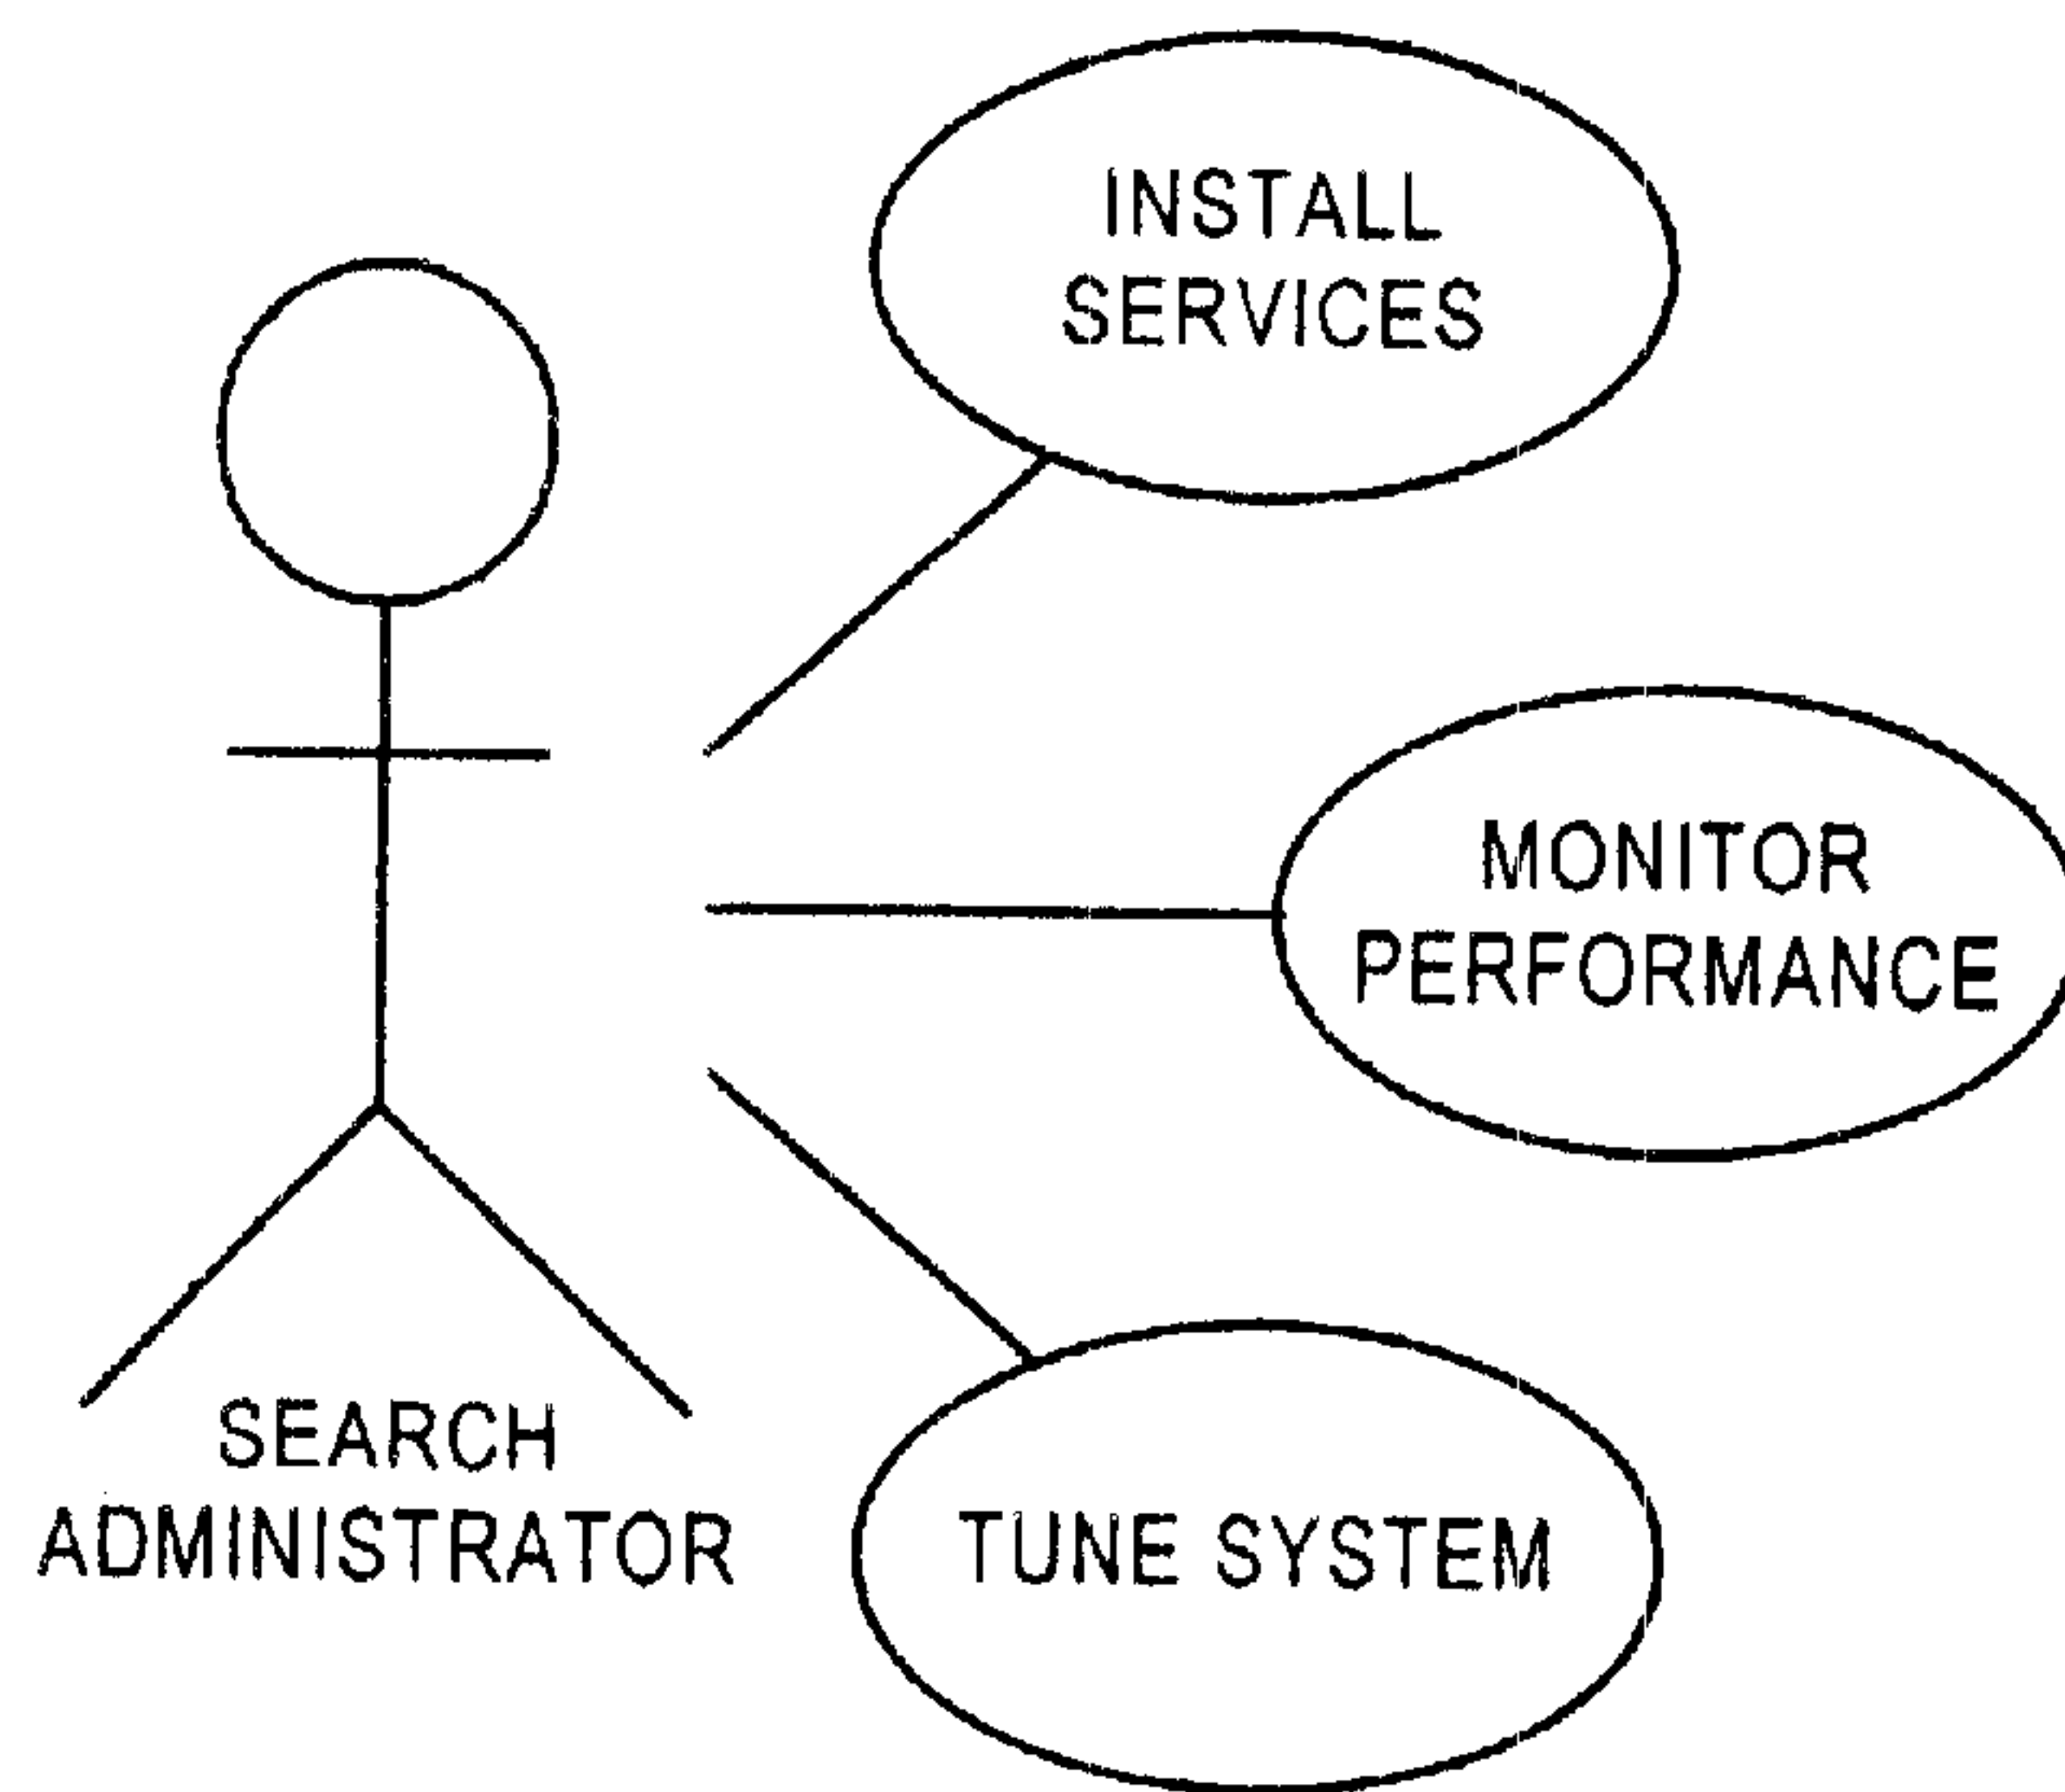 INSTALL
SERVICES
MONITOR
PERFORMANCE
SEARCH
ADMINISTRATOR
TUNE SYSTEM